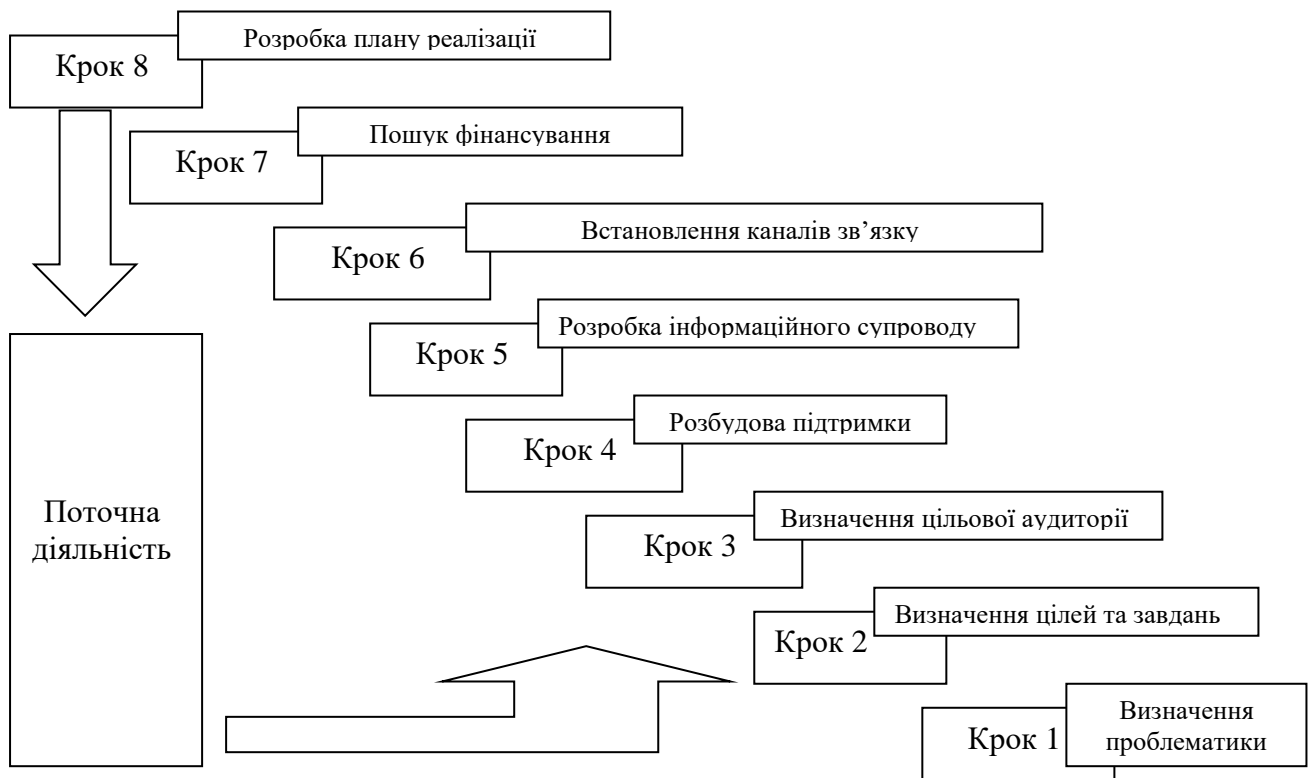 Розробка плану реалізації
Крок 8
Пошук фінансування
Крок 7
Встановлення каналів зв’язку
Крок 6
Розробка інформаційного супроводу
Крок 5
Розбудова підтримки
Крок 4
Визначення цільової аудиторії
Крок 3
Визначення цілей та завдань
Крок 2
Визначення
проблематики
Крок 1
Поточна
діяльність